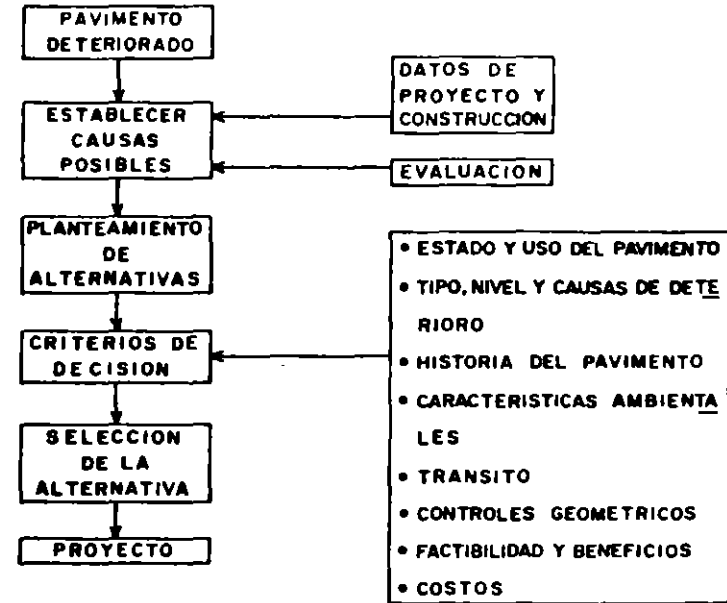 PAVIMENTO
DETERIORADO
ESTABLECER
CAUSAS
POSIBLES
DATOS DE
PROYECTO Y
CONSTRUCCION
EVALUACION
PLANTEAMIENTO
DE
ALTERNATIVAS
CRITERIOS DE
DECISION
• ESTADO Y USO DEL PAVIMENTO
• TIPO, NIVEL Y CAUSAS DE DETE
RIORO
• HISTORIA DEL PAVIMENTO
• CARACTERISTICAS AMBIENTA
LES
• TRANSITO
• CONTROLES GEOMETRICOS
• FACTIBILIDAD Y BENEFICIOS
• COSTOS
SELECCION
DE LA
ALTERNATIVA
PROYECTO